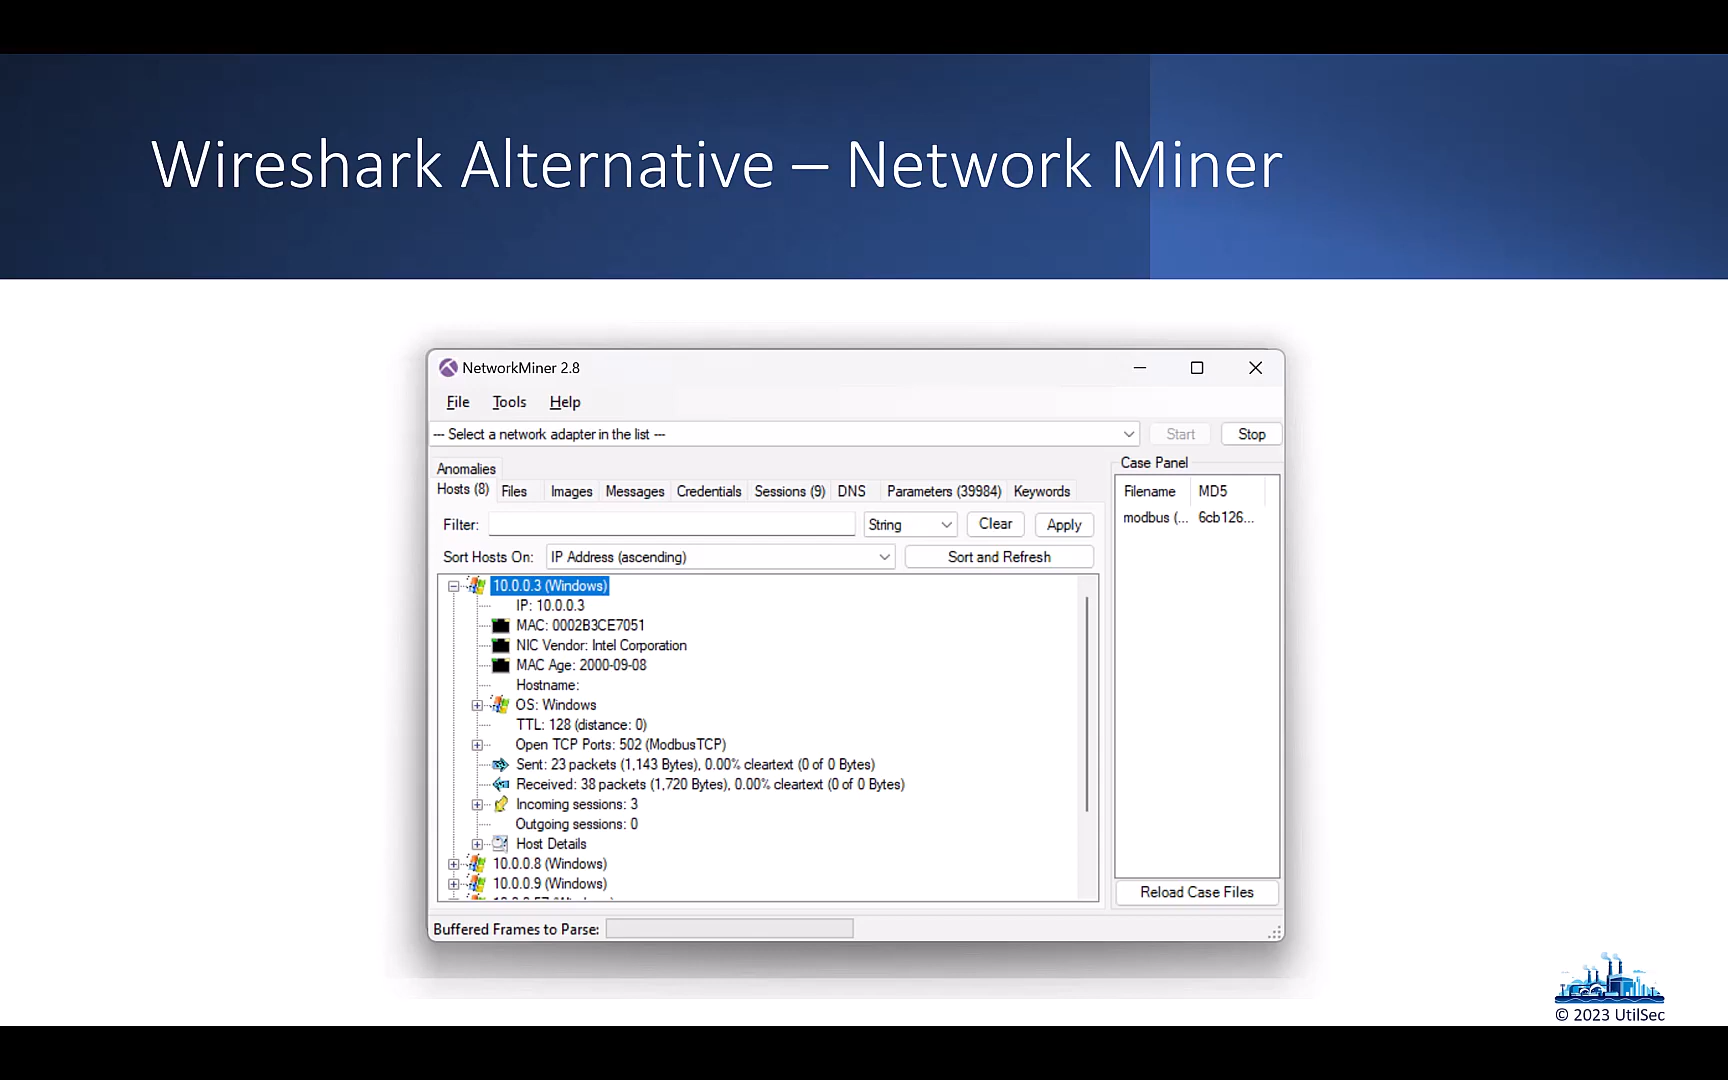 Wireshark Alternative – Network Miner
NetworkMiner 2.8
File Tools Help
--- Select a network adapter in the list ---
Start
Stop
Anomalies
Hosts (8) Files Images Messages Credentials Sessions (9) DNS Parameters (39984) Keywords
Filter:
String
Clear
Apply
Sort Hosts On: IP Address (ascending)
Sort and Refresh
10.0.0.3 (Windows)
IP: 10.0.0.3
MAC: 0002B3CE7051
NIC Vendor: Intel Corporation
MAC Age: 2000-09-08
Hostname:
OS: Windows
TTL: 128 (distance: 0)
Open TCP Ports: 502 (ModbusTCP)
Sent: 23 packets (1,143 Bytes), 0.00% cleartext (0 of 0 Bytes)
Received: 38 packets (1,720 Bytes), 0.00% cleartext (0 of 0 Bytes)
Incoming sessions: 3
Outgoing sessions: 0
Host Details
10.0.0.8 (Windows)
10.0.0.9 (Windows)
Case Panel
Filename MD5
modbus (... 6cb126...
Reload Case Files
Buffered Frames to Parse:
© 2023 UtilSec